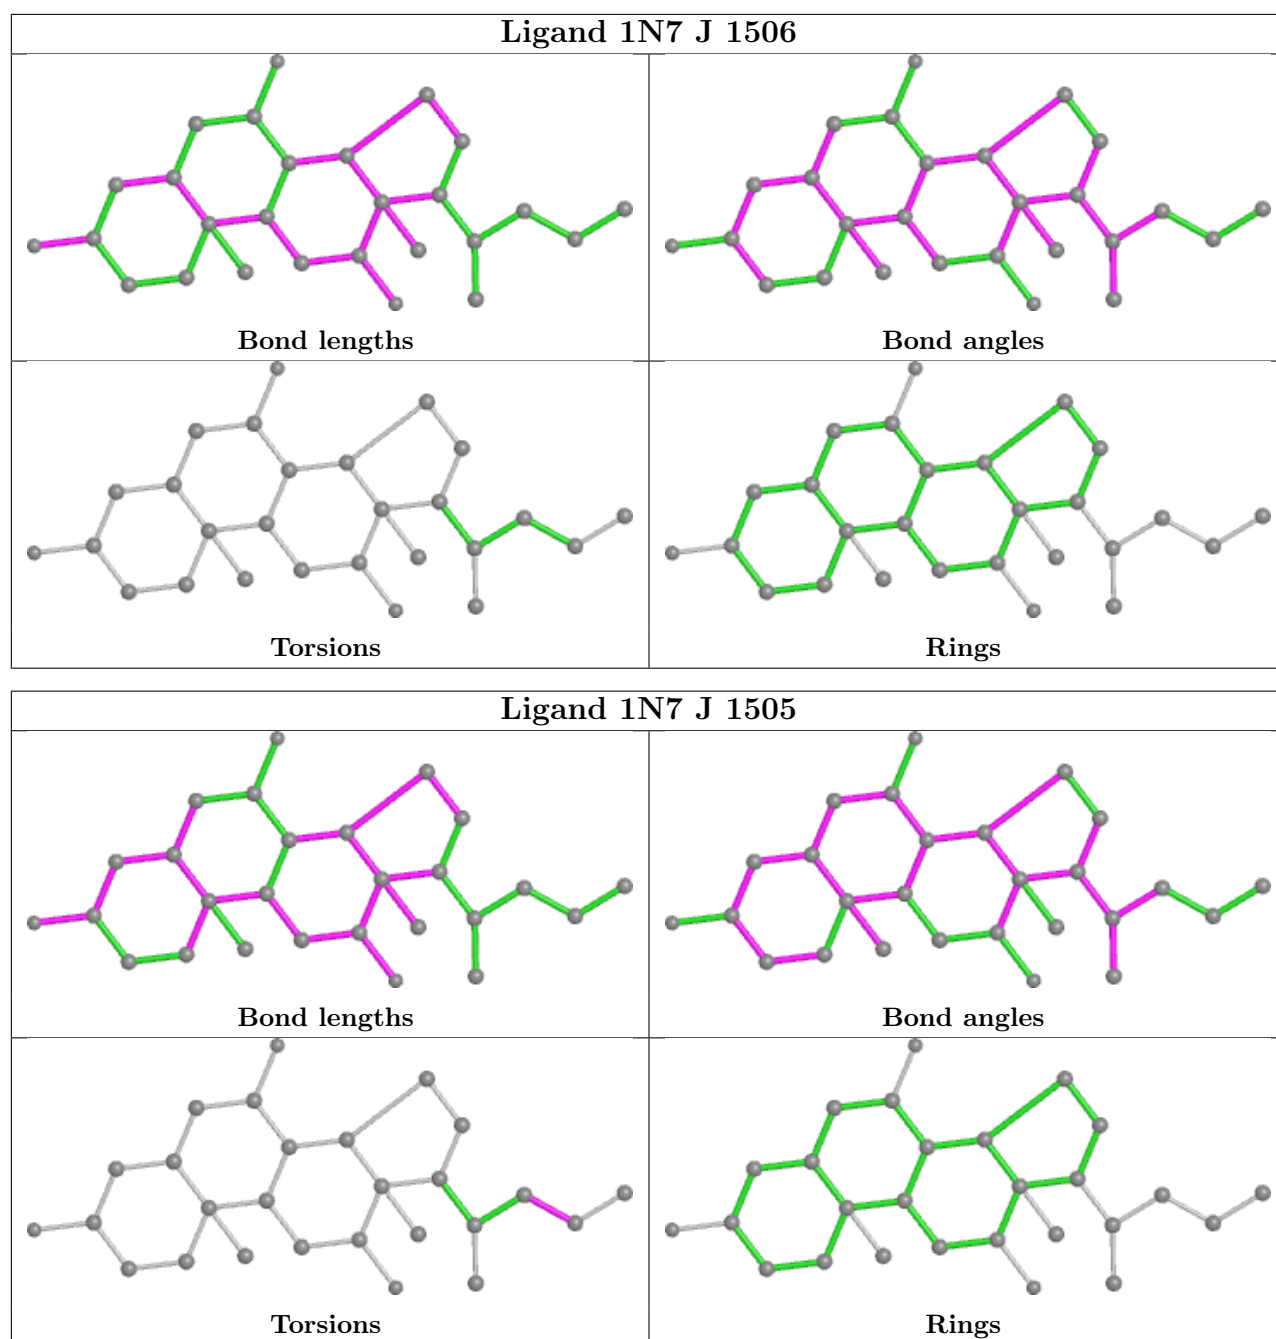 Ligand 1N7 J 1506
Bond lengths
Bond angles
Torsions
Rings
Ligand 1N7 J 1505
Bond lengths
Bond angles
Torsions
Rings